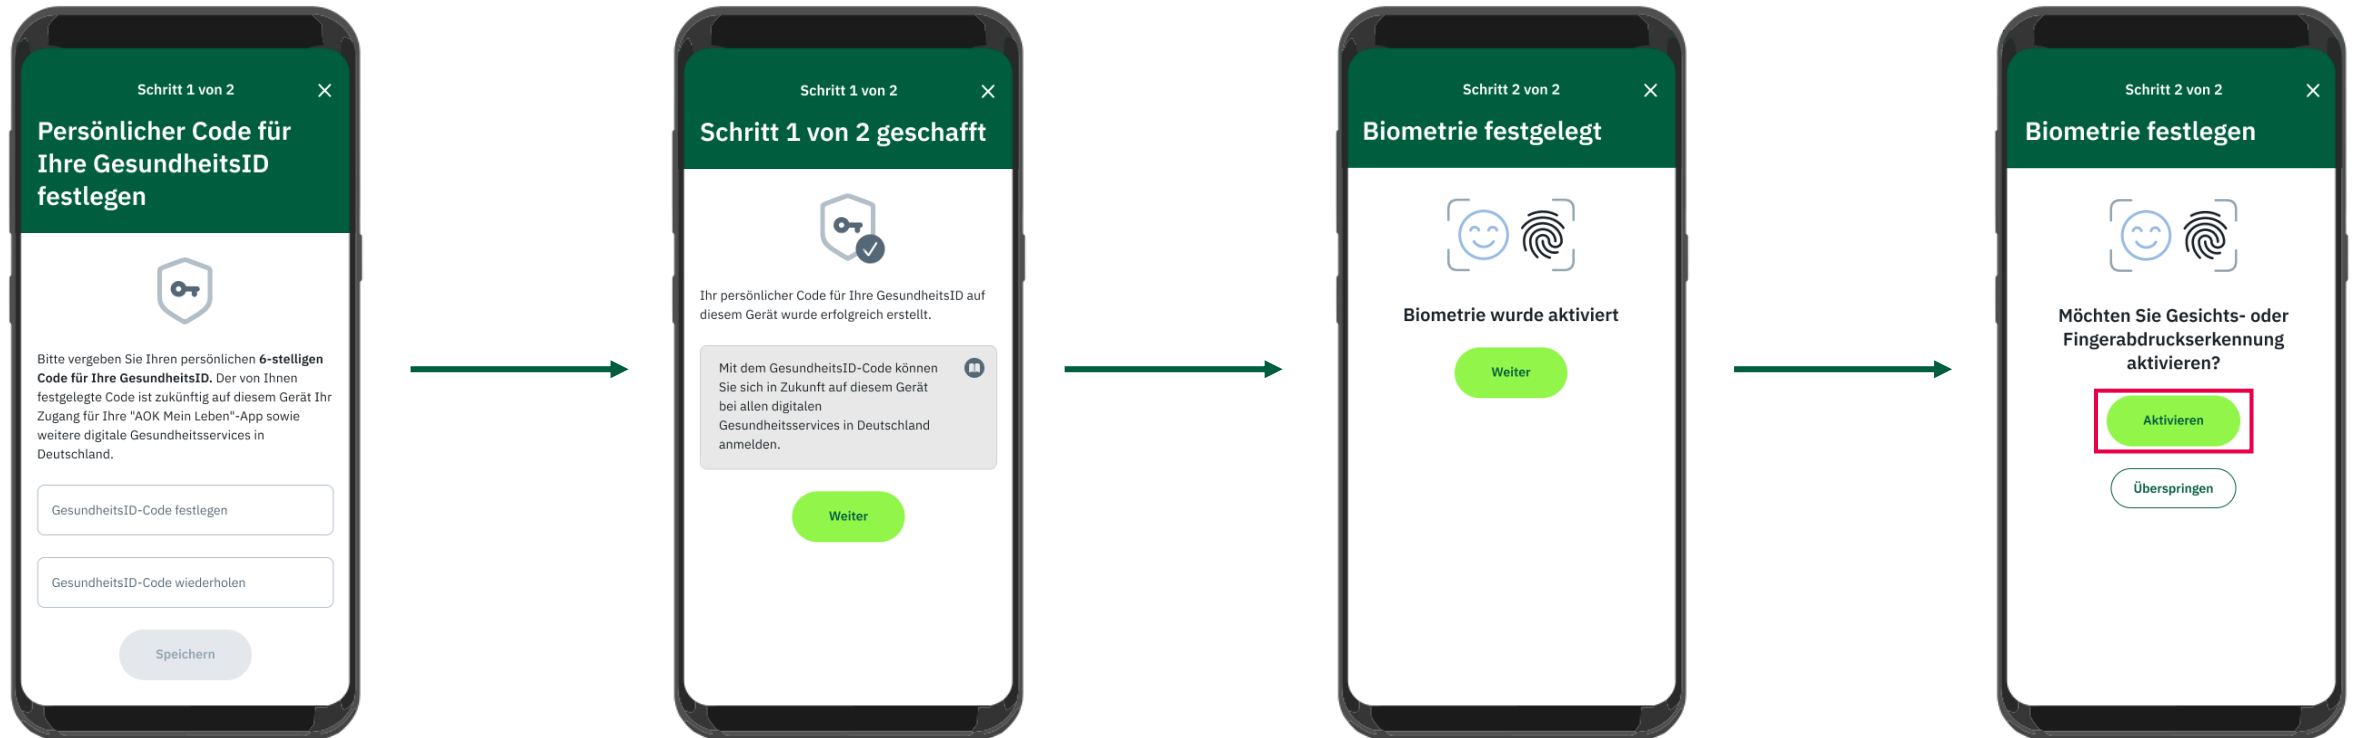 Schritt 1 von 2
Persönlicher Code für
Ihre GesundheitsID
festlegen
Bitte vergeben Sie Ihren persönlichen 6-stelligen
Code für Ihre GesundheitsID. Der von Ihnen
festgelegte Code ist zukünftig auf diesem Gerät Ihr
Zugang für Ihre "AOK Mein Leben"-App sowie
weitere digitale Gesundheitsservices in
Deutschland.
GesundheitsID-Code festlegen
GesundheitsID-Code wiederholen
Speichern
Schritt 1 von 2
Schritt 1 von 2 geschafft
Ihr persönlicher Code für Ihre GesundheitsID auf
diesem Gerät wurde erfolgreich erstellt.
Mit dem GesundheitsID-Code können
Sie sich in Zukunft auf diesem Gerät
bei allen digitalen
Gesundheitsservices in Deutschland
anmelden.
Weiter
Schritt 2 von 2
Biometrie festgelegt
Biometrie wurde aktiviert
Weiter
Schritt 2 von 2
Biometrie festlegen
Möchten Sie Gesichts- oder
Fingerabdruckserkennung
aktivieren?
Aktivieren
Überspringen